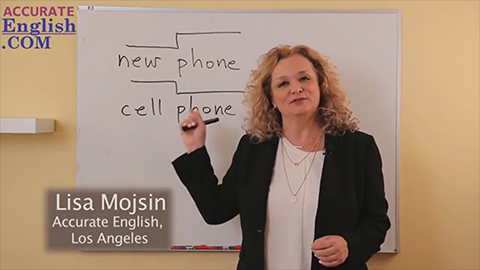 ACCURATE
English
.COM
new phone
cell phone
Lisa Mojsin
Accurate English,
Los Angeles